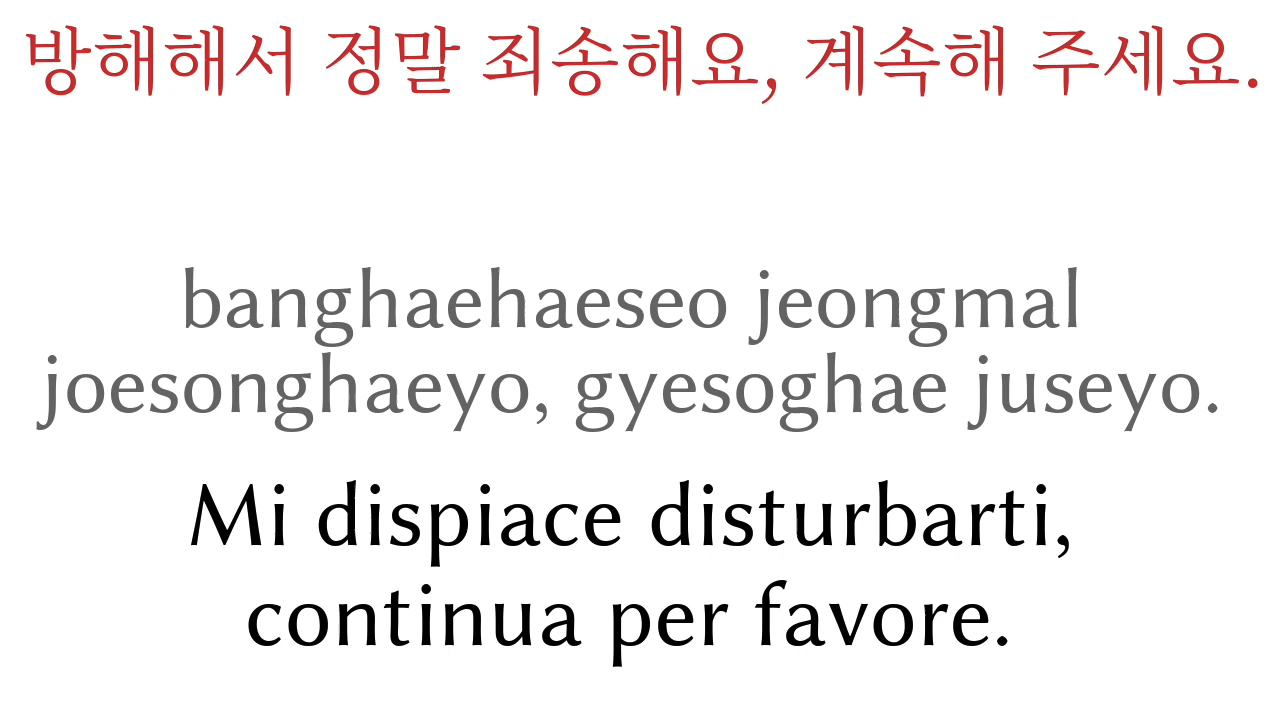 방해해서 정말 죄송해요, 계속해 주세요.
banghaehaeseo jeongmal
joesonghaeyo, gyesoghae juseyo.
Mi dispiace disturbarti,
continua per favore.